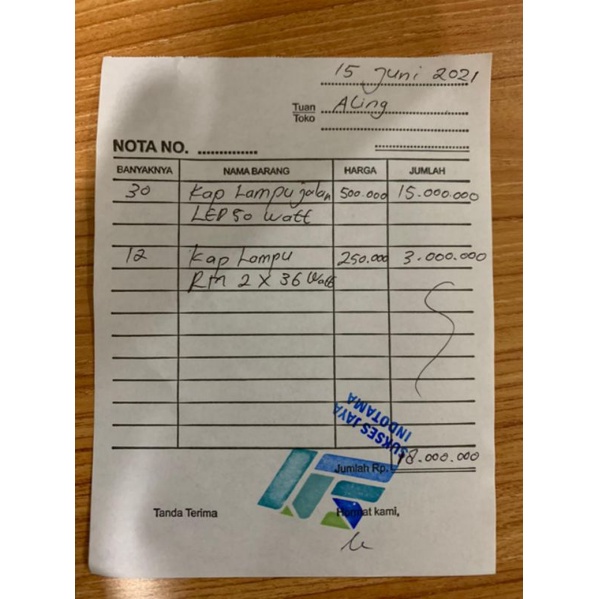 15 Juni 2021
Tuan
Toko
ALing
NOTA NO. ..............
BANYAKNYA NAMA BARANG HARGA JUMLAH
30 Kap Lampu jalan 500.000 15.000.000
LED 50 watt
12 Kap Lampu 250.000 3.000.000
RM 2 X 36 Watt
SUKSES JAYA
INDOTAMA
Jumlah Rp. 18.000.000
Tanda Terima Hormat kami,